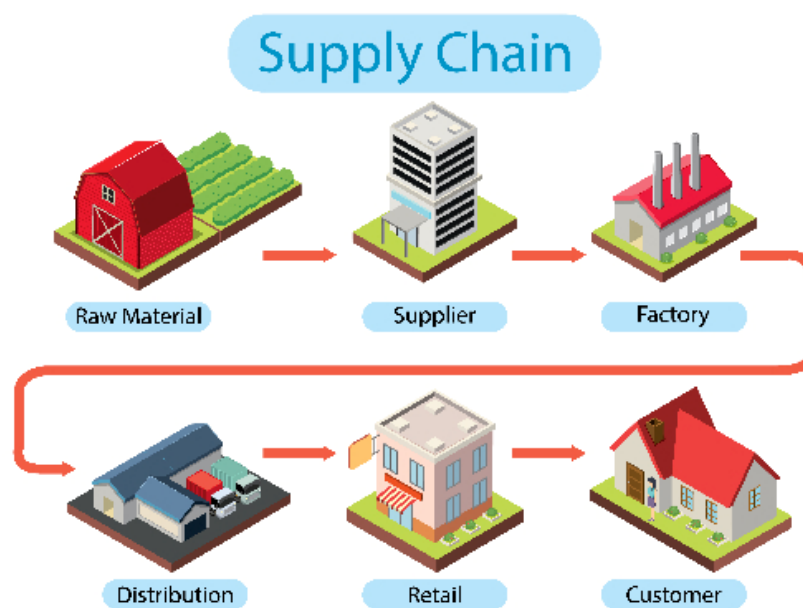 Supply Chain
Raw Material
Supplier
Factory
Distribution
Retail
Customer